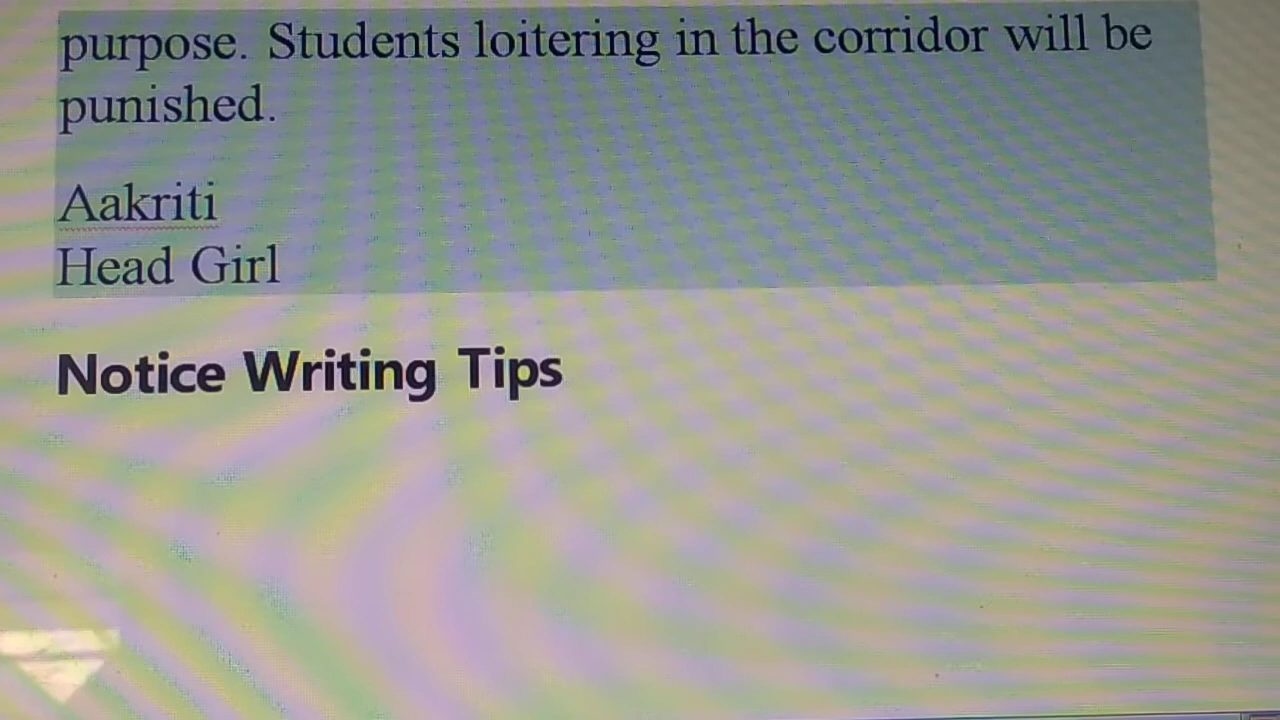 purpose. Students loitering in the corridor will be
punished.
Aakriti
Head Girl
Notice Writing Tips